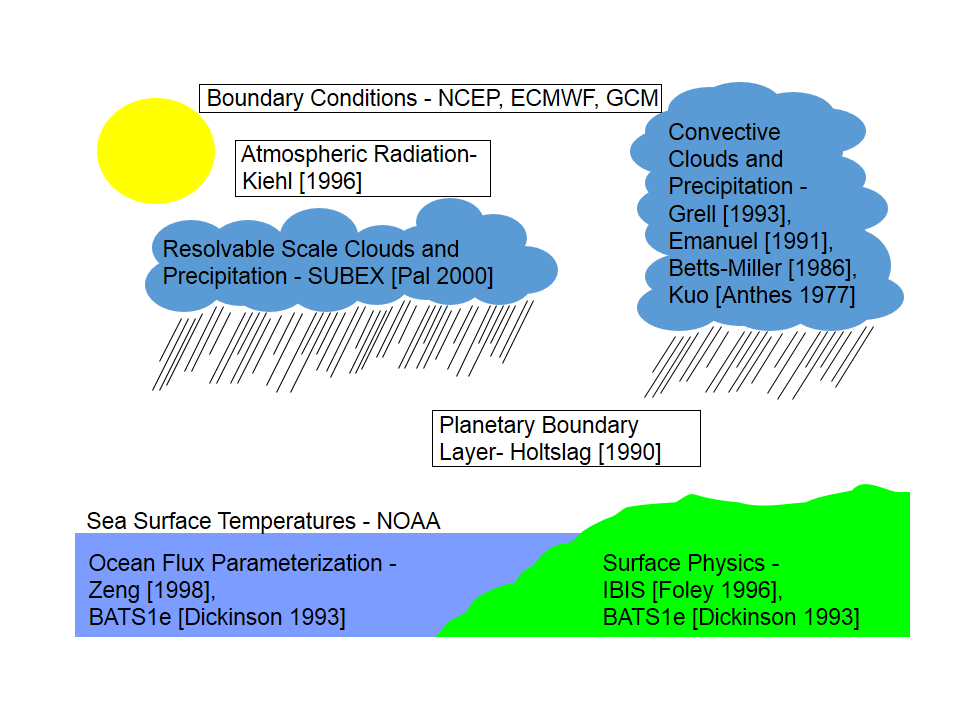 Boundary Conditions - NCEP, ECMWF, GCM
Atmospheric Radiation-
Kiehl [1996]
Convective
Clouds and
Precipitation -
Grell [1993],
Emanuel [1991],
Betts-Miller [1986],
Kuo [Anthes 1977]
Resolvable Scale Clouds and
Precipitation - SUBEX [Pal 2000]
Planetary Boundary
Layer- Holtslag [1990]
Sea Surface Temperatures - NOAA
Ocean Flux Parameterization -
Zeng [1998],
BATS1e [Dickinson 1993]
Surface Physics -
IBIS [Foley 1996],
BATS1e [Dickinson 1993]